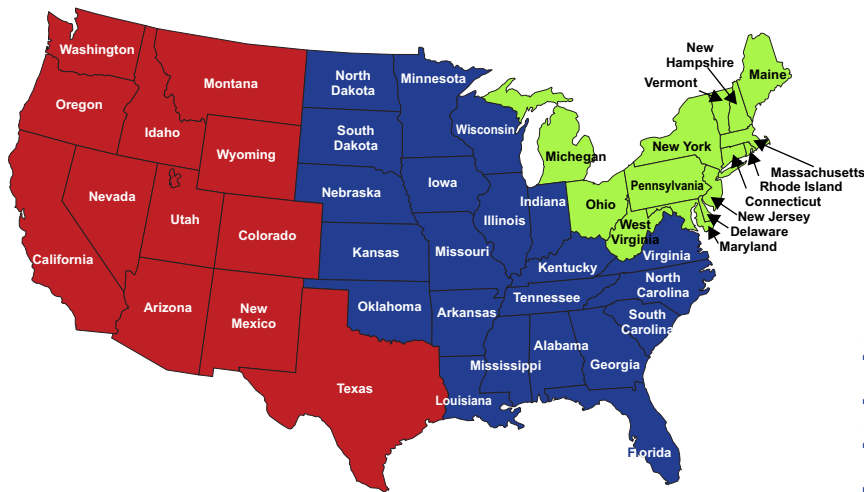 Washington
Oregon
Idaho
Montana
Wyoming
Nevada
Utah
Colorado
California
Arizona
New
Mexico
Texas
North
Dakota
South
Dakota
Nebraska
Kansas
Oklahoma
Minnesota
Wisconsin
Iowa
Illinois
Indiana
Missouri
Kentucky
Tennessee
Arkansas
Mississippi
Alabama
Georgia
Louisiana
Florida
Virginia
North
Carolina
South
Carolina
Michegan
Ohio
West
Virginia
Pennsylvania
New York
Vermont
New
Hampshire
Maine
Massachusetts
Rhode Island
Connecticut
New Jersey
Delaware
Maryland